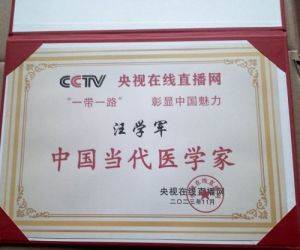 CCTV 央视在线直播网
“一带一路” 彰显中国魅力
汪学军
中国当代医学家
央视在线直播网
二〇二三年11月